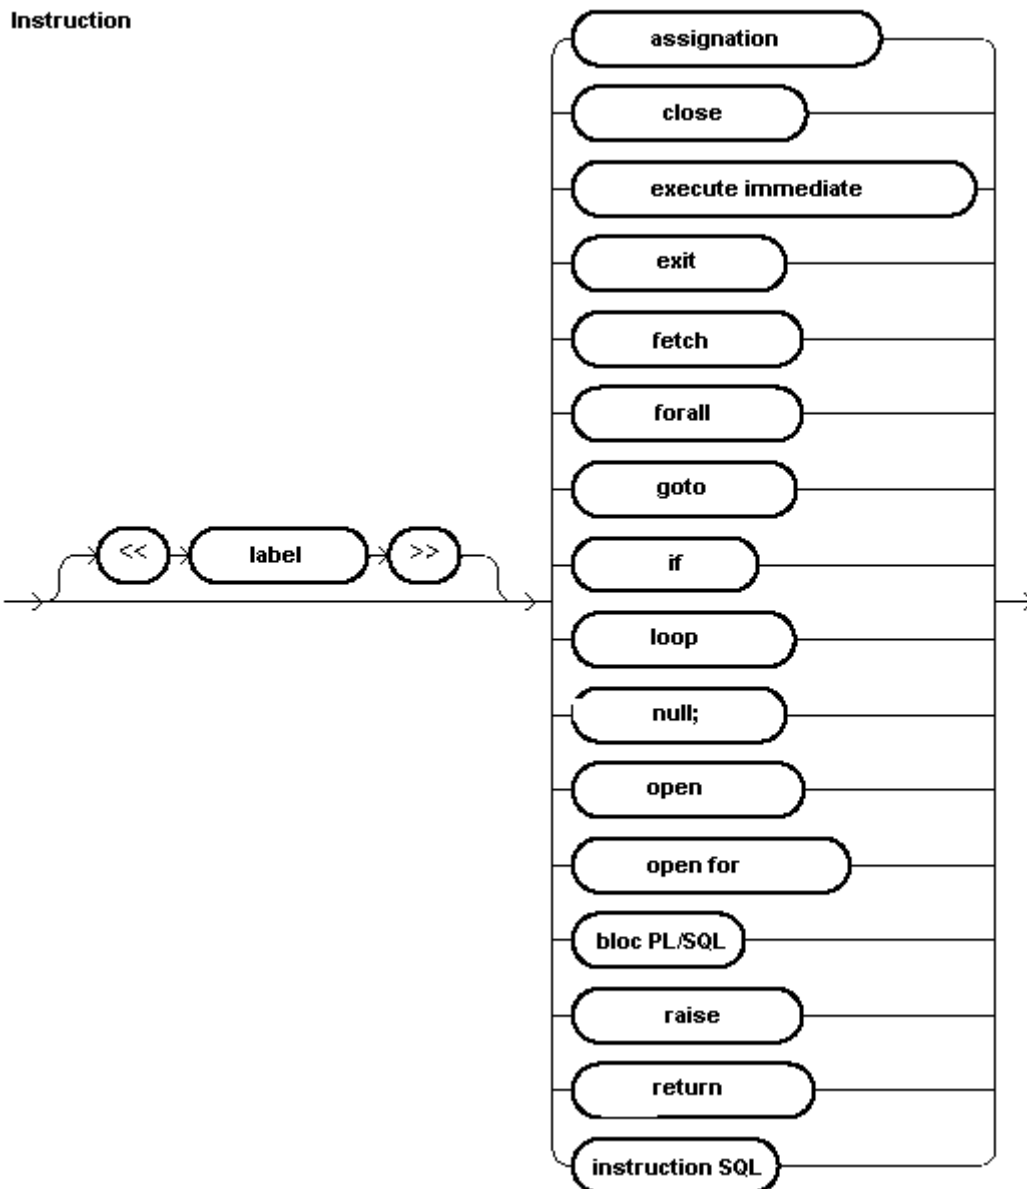 Instruction
assignation
close
execute immediate
exit
fetch
forall
goto
<< label >>
if
loop
null;
open
open for
bloc PL/SQL
raise
return
instruction SQL